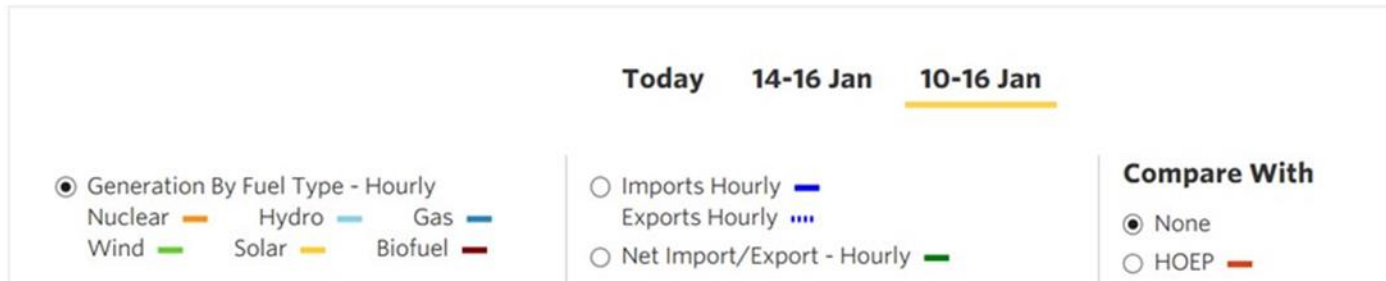 Today 14-16 Jan 10-16 Jan
Generation By Fuel Type - Hourly
Nuclear Hydro Gas
Wind Solar Biofuel
Imports Hourly
Exports Hourly
Net Import/Export - Hourly
Compare With
None
HOEP